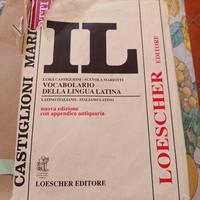 CASTIGLIONI MARI
IL
LUIGI CASTIGLIONI - SCEVOLA MARIOTTI
VOCABOLARIO
DELLA LINGUA LATINA
LATINO-ITALIANO - ITALIANO-LATINO
nuova edizione
con appendice antiquaria
LOESCHER EDITORE
LOESCHER
EDITORE